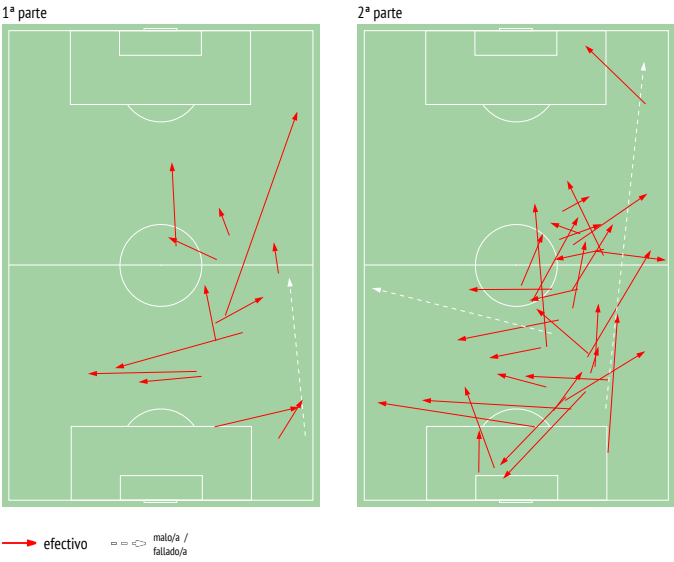 1ª parte
2ª parte
efectivo
malo/a /
fallado/a